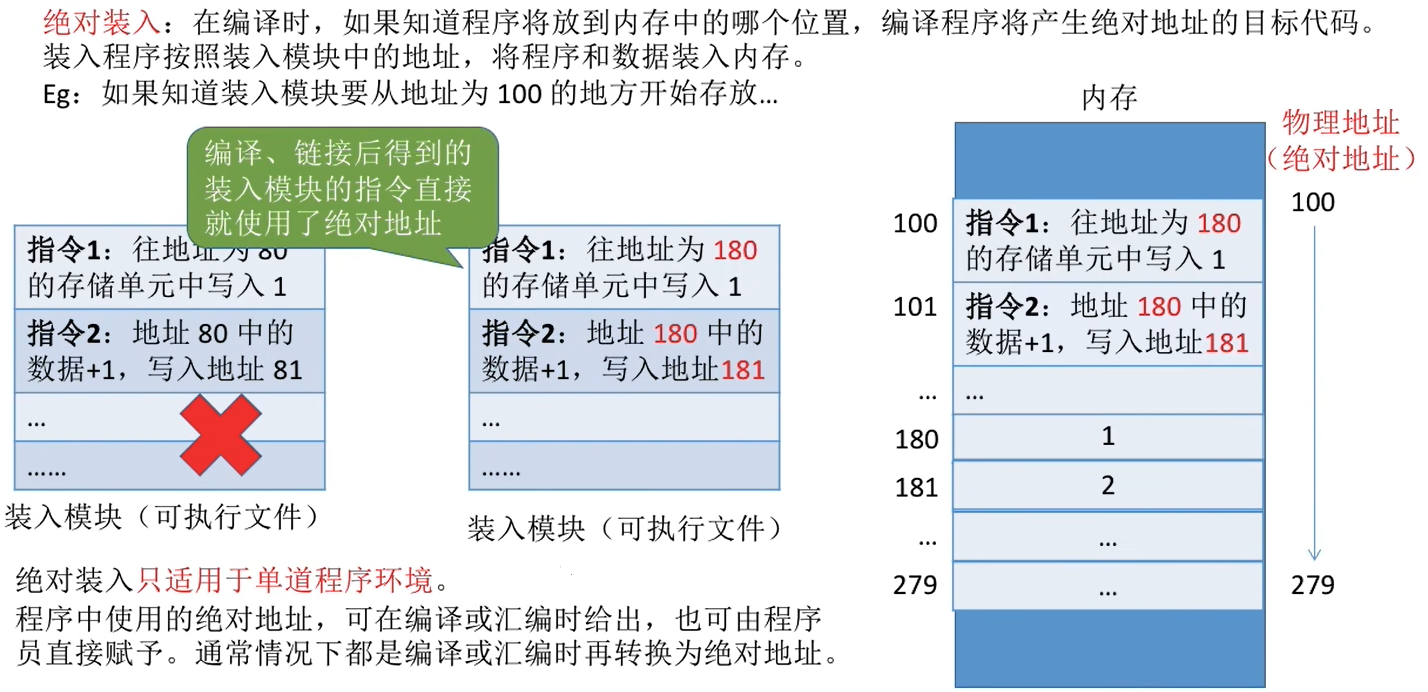 绝对装入：在编译时，如果知道程序将放到内存中的哪个位置，编译程序将产生绝对地址的目标代码。
装入程序按照装入模块中的地址，将程序和数据装入内存。
Eg：如果知道装入模块要从地址为 100 的地方开始存放...
编译、链接后得到的
装入模块的指令直接
就使用了绝对地址
指令1：往地址为 80
的存储单元中写入 1
指令2：地址 80 中的
数据+1，写入地址 81
...
......
装入模块（可执行文件）
指令1：往地址为 180
的存储单元中写入 1
指令2：地址 180 中的
数据+1，写入地址181
...
......
装入模块（可执行文件）
内存
物理地址
（绝对地址）
100
指令1：往地址为 180
的存储单元中写入 1
101
指令2：地址 180 中的
数据+1，写入地址181
...
...
180
1
181
2
...
...
279
...
100
279
绝对装入只适用于单道程序环境。
程序中使用的绝对地址，可在编译或汇编时给出，也可由程序
员直接赋予。通常情况下都是编译或汇编时再转换为绝对地址。